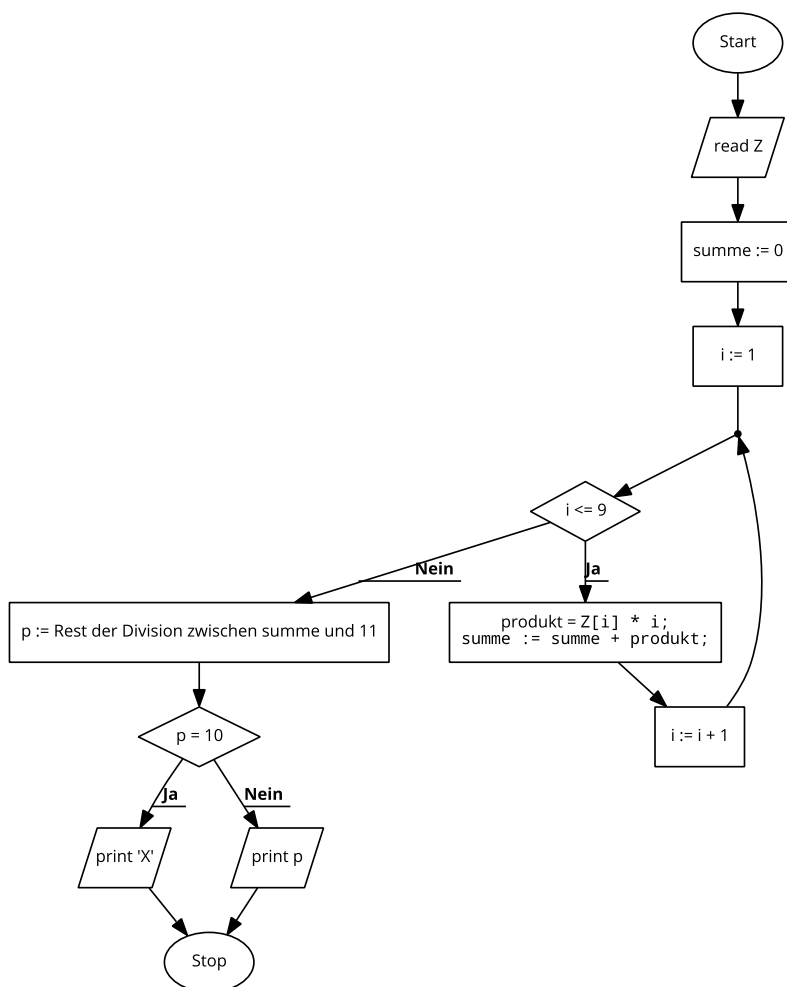 Start
read Z
summe := 0
i := 1
i <= 9
Nein
Ja
p := Rest der Division zwischen summe und 11
produkt = Z[i] * i;
summe := summe + produkt;
p = 10
i := i + 1
Ja
Nein
print 'X'
print p
Stop